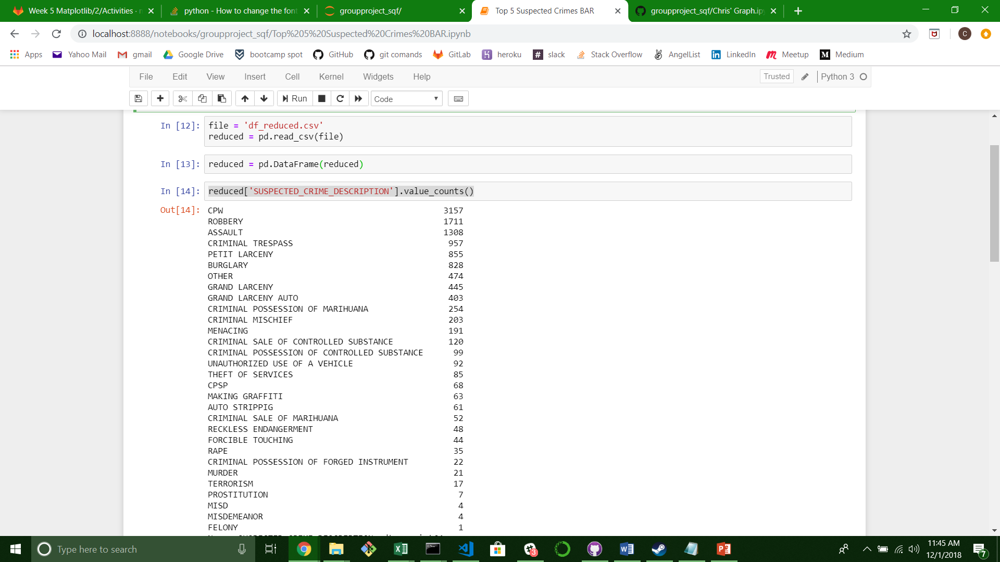 Week 5 Matplotlib/2/Activities · m
python - How to change the font
groupproject_sqf/
Top 5 Suspected Crimes BAR
groupproject_sqf/Chris' Graph.ip
localhost:8888/notebooks/groupproject_sqf/Top%205%20Suspected%20Crimes%20BAR.ipynb
C
Apps Yahoo Mail gmail Google Drive bootcamp spot GitHub git comands GitLab heroku slack Stack Overflow AngelList LinkedIn Meetup Medium
File Edit View Insert Cell Kernel Widgets Help Trusted Python 3
Run Code
In [12]: file = 'df_reduced.csv'
reduced = pd.read_csv(file)
In [13]: reduced = pd.DataFrame(reduced)
In [14]: reduced['SUSPECTED_CRIME_DESCRIPTION'].value_counts()
Out[14]: CPW 3157
ROBBERY 1711
ASSAULT 1308
CRIMINAL TRESPASS 957
PETIT LARCENY 855
BURGLARY 828
OTHER 474
GRAND LARCENY 445
GRAND LARCENY AUTO 403
CRIMINAL POSSESSION OF MARIHUANA 254
CRIMINAL MISCHIEF 203
MENACING 191
CRIMINAL SALE OF CONTROLLED SUBSTANCE 120
CRIMINAL POSSESSION OF CONTROLLED SUBSTANCE 99
UNAUTHORIZED USE OF A VEHICLE 92
THEFT OF SERVICES 85
CPSP 68
MAKING GRAFFITI 63
AUTO STRIPPIG 61
CRIMINAL SALE OF MARIHUANA 52
RECKLESS ENDANGERMENT 48
FORCIBLE TOUCHING 44
RAPE 35
CRIMINAL POSSESSION OF FORGED INSTRUMENT 22
MURDER 21
TERRORISM 17
PROSTITUTION 7
MISD 4
MISDEMEANOR 4
FELONY 1
Type here to search
3
11:45 AM
12/1/2018
7